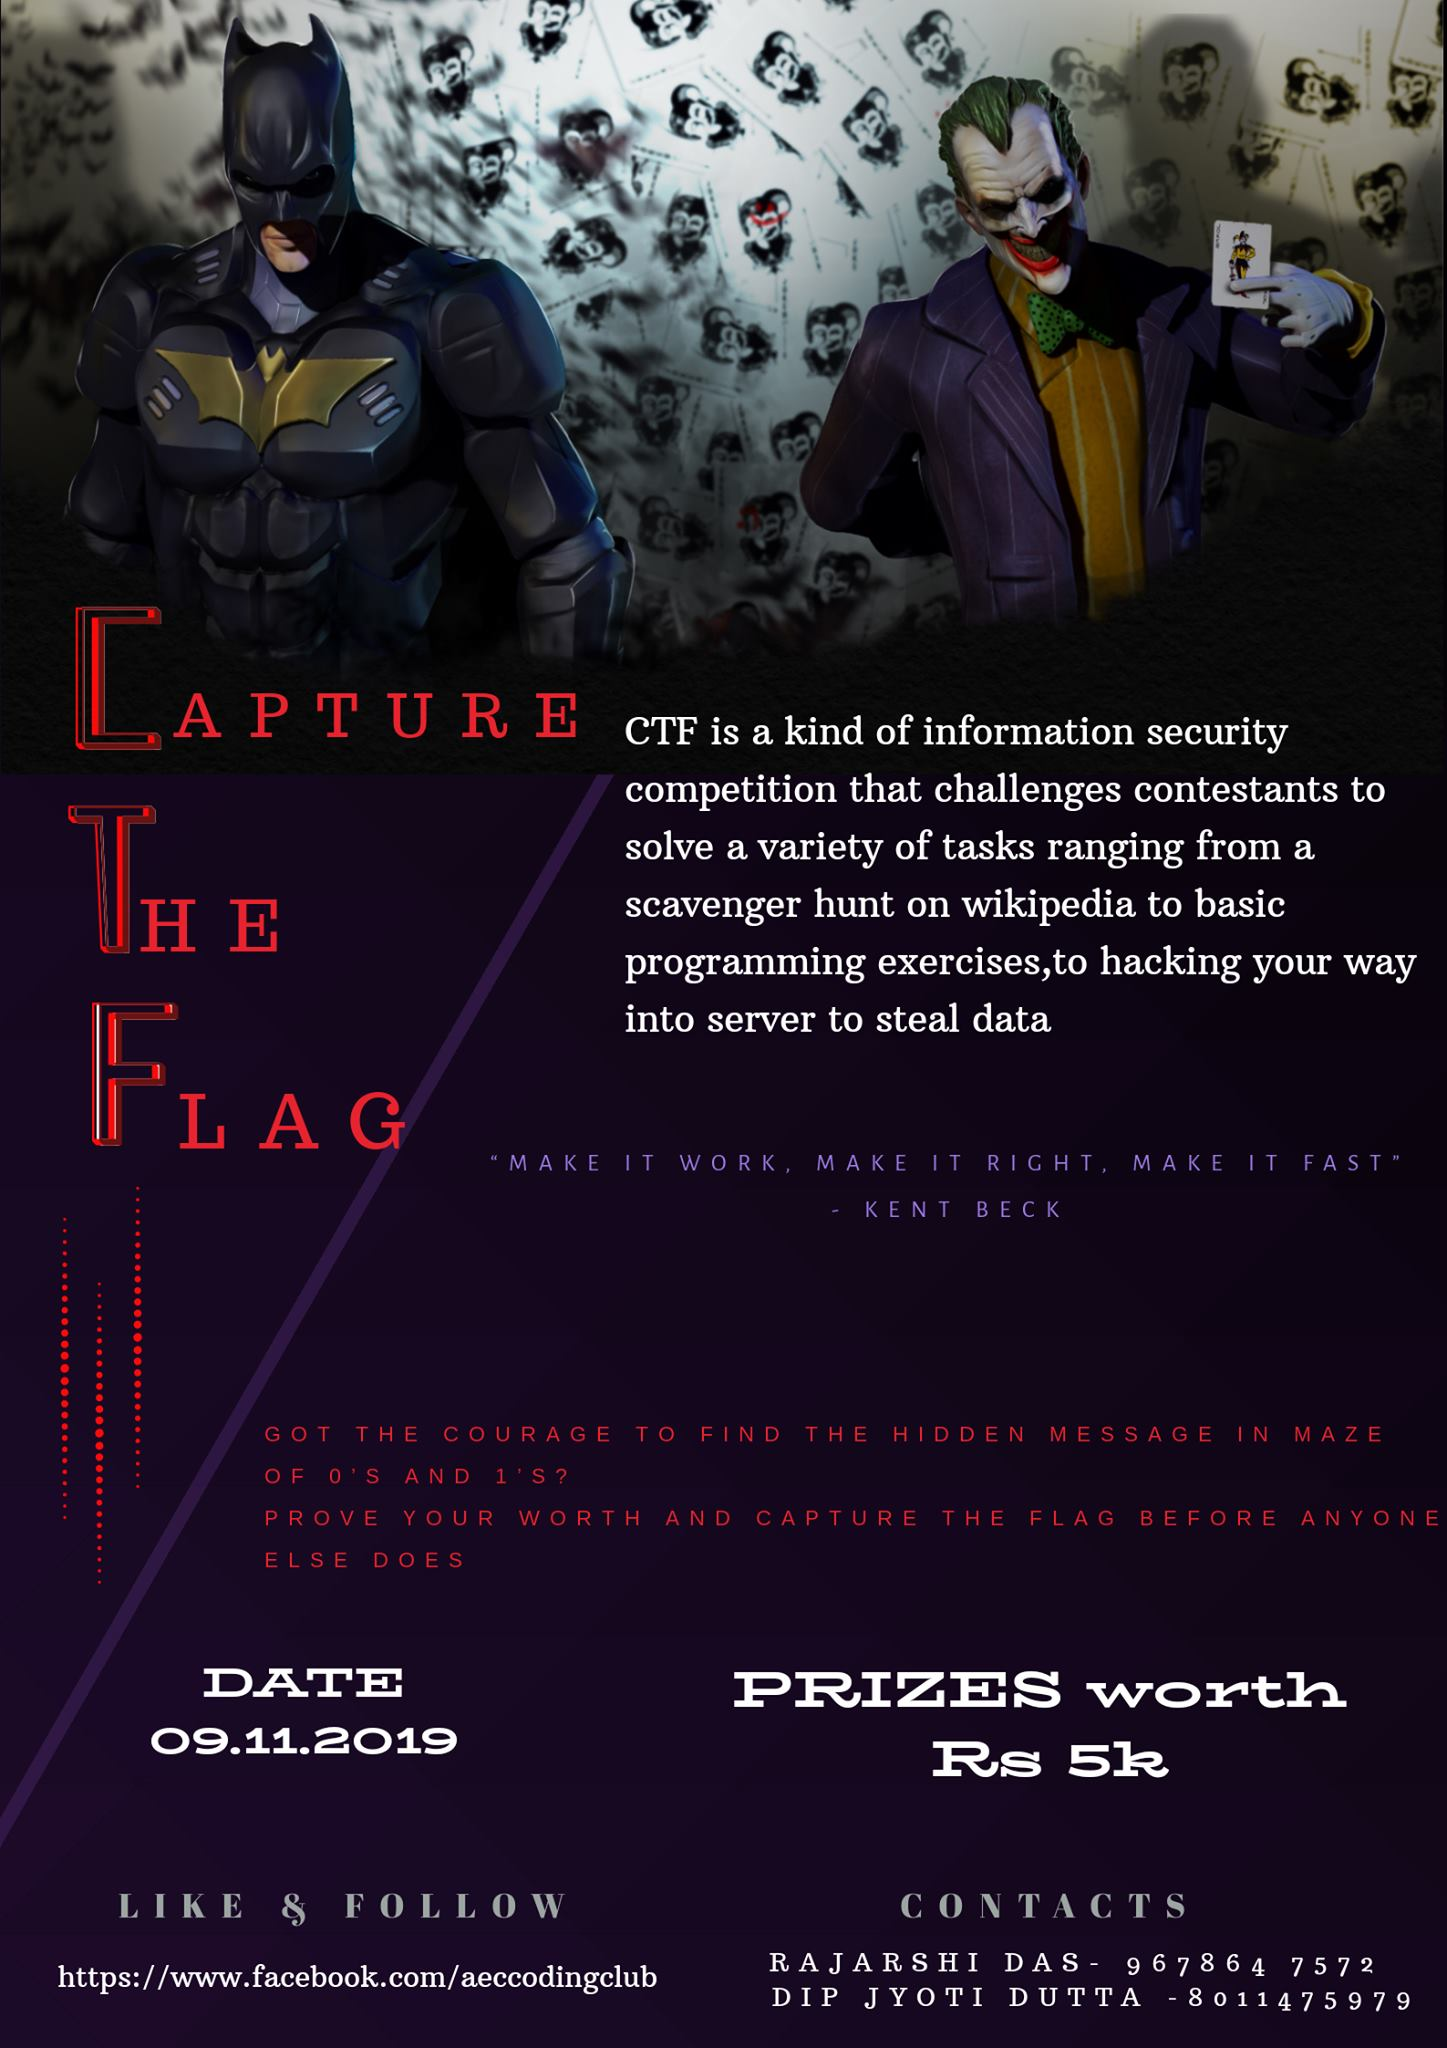 CAPTURE
THE
FLAG
CTF is a kind of information security
competition that challenges contestants to
solve a variety of tasks ranging from a
scavenger hunt on wikipedia to basic
programming exercises,to hacking your way
into server to steal data
“MAKE IT WORK, MAKE IT RIGHT, MAKE IT FAST”
- KENT BECK
GOT THE COURAGE TO FIND THE HIDDEN MESSAGE IN MAZE
OF 0’S AND 1’S?
PROVE YOUR WORTH AND CAPTURE THE FLAG BEFORE ANYONE
ELSE DOES
DATE
09.11.2019
PRIZES worth
Rs 5k
LIKE & FOLLOW
https://www.facebook.com/aeccodingclub
CONTACTS
RAJARSHI DAS- 967864 7572
DIP JYOTI DUTTA -8011475979